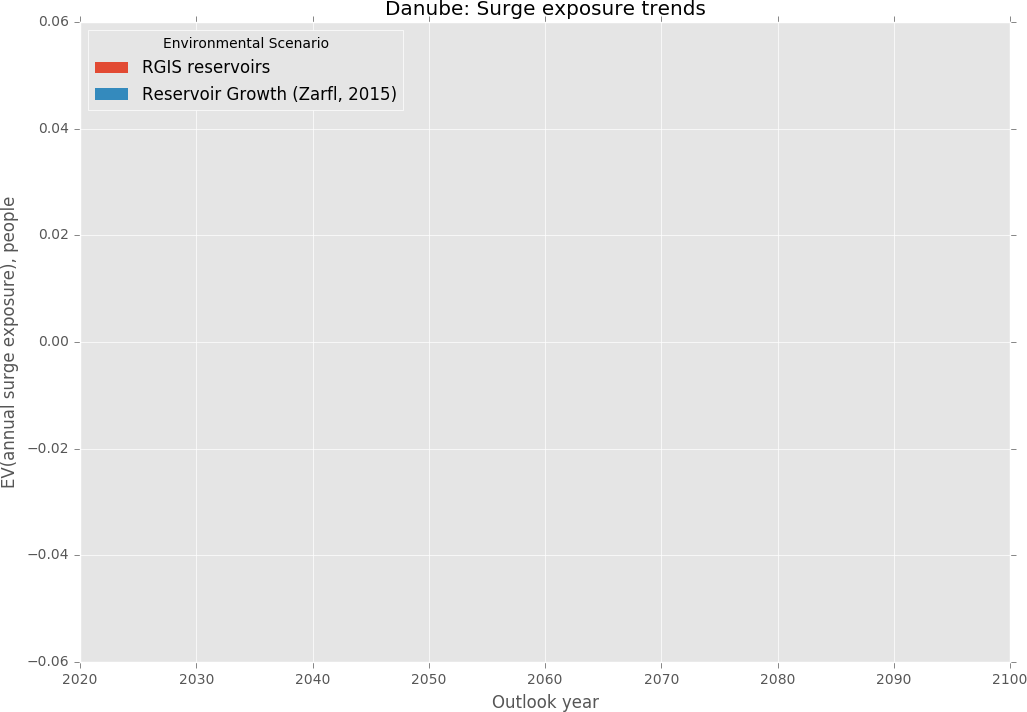 Danube: Surge exposure trends
Environmental Scenario
RGIS reservoirs
Reservoir Growth (Zarfl, 2015)
EV(annual surge exposure), people
0.06
0.04
0.02
0.00
−0.02
−0.04
−0.06
2020 2030 2040 2050 2060 2070 2080 2090 2100
Outlook year